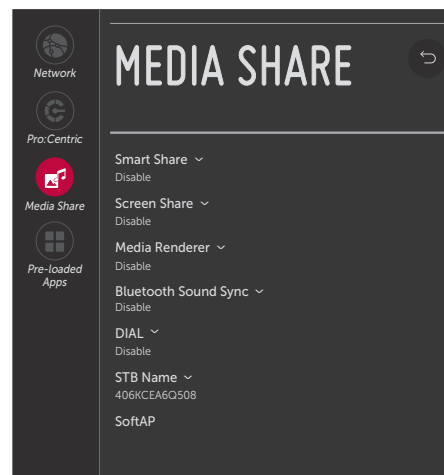 Network
Pro:Centric
Media Share
Pre-loaded
Apps
MEDIA SHARE
Smart Share
Disable
Screen Share
Disable
Media Renderer
Disable
Bluetooth Sound Sync
Disable
DIAL
Disable
STB Name
406KCEA6Q508
SoftAP